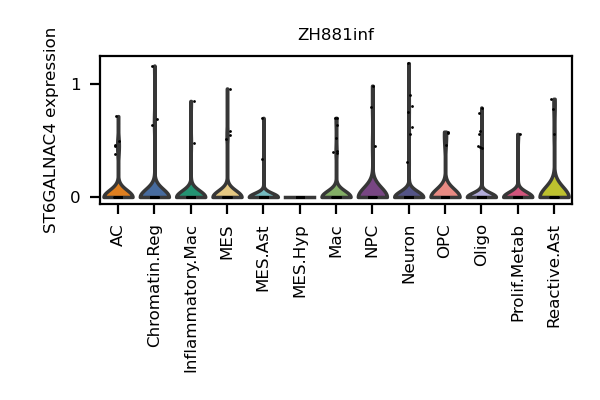 ZH881inf
ST6GALNAC4 expression
1
0
AC
Chromatin.Reg
Inflammatory.Mac
MES
MES.Ast
MES.Hyp
Mac
NPC
Neuron
OPC
Oligo
Prolif.Metab
Reactive.Ast